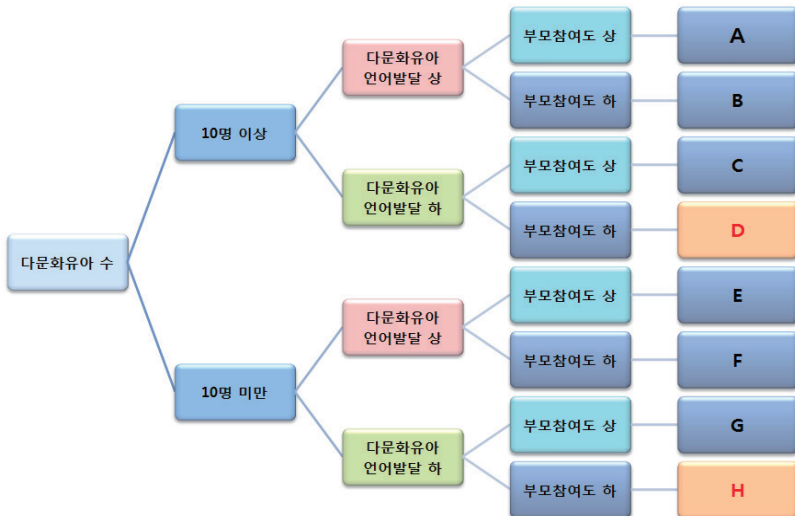 다문화유아 수
10명 이상
다문화유아
언어발달 상
부모참여도 상
A
부모참여도 하
B
다문화유아
언어발달 하
부모참여도 상
C
부모참여도 하
D
10명 미만
다문화유아
언어발달 상
부모참여도 상
E
부모참여도 하
F
다문화유아
언어발달 하
부모참여도 상
G
부모참여도 하
H